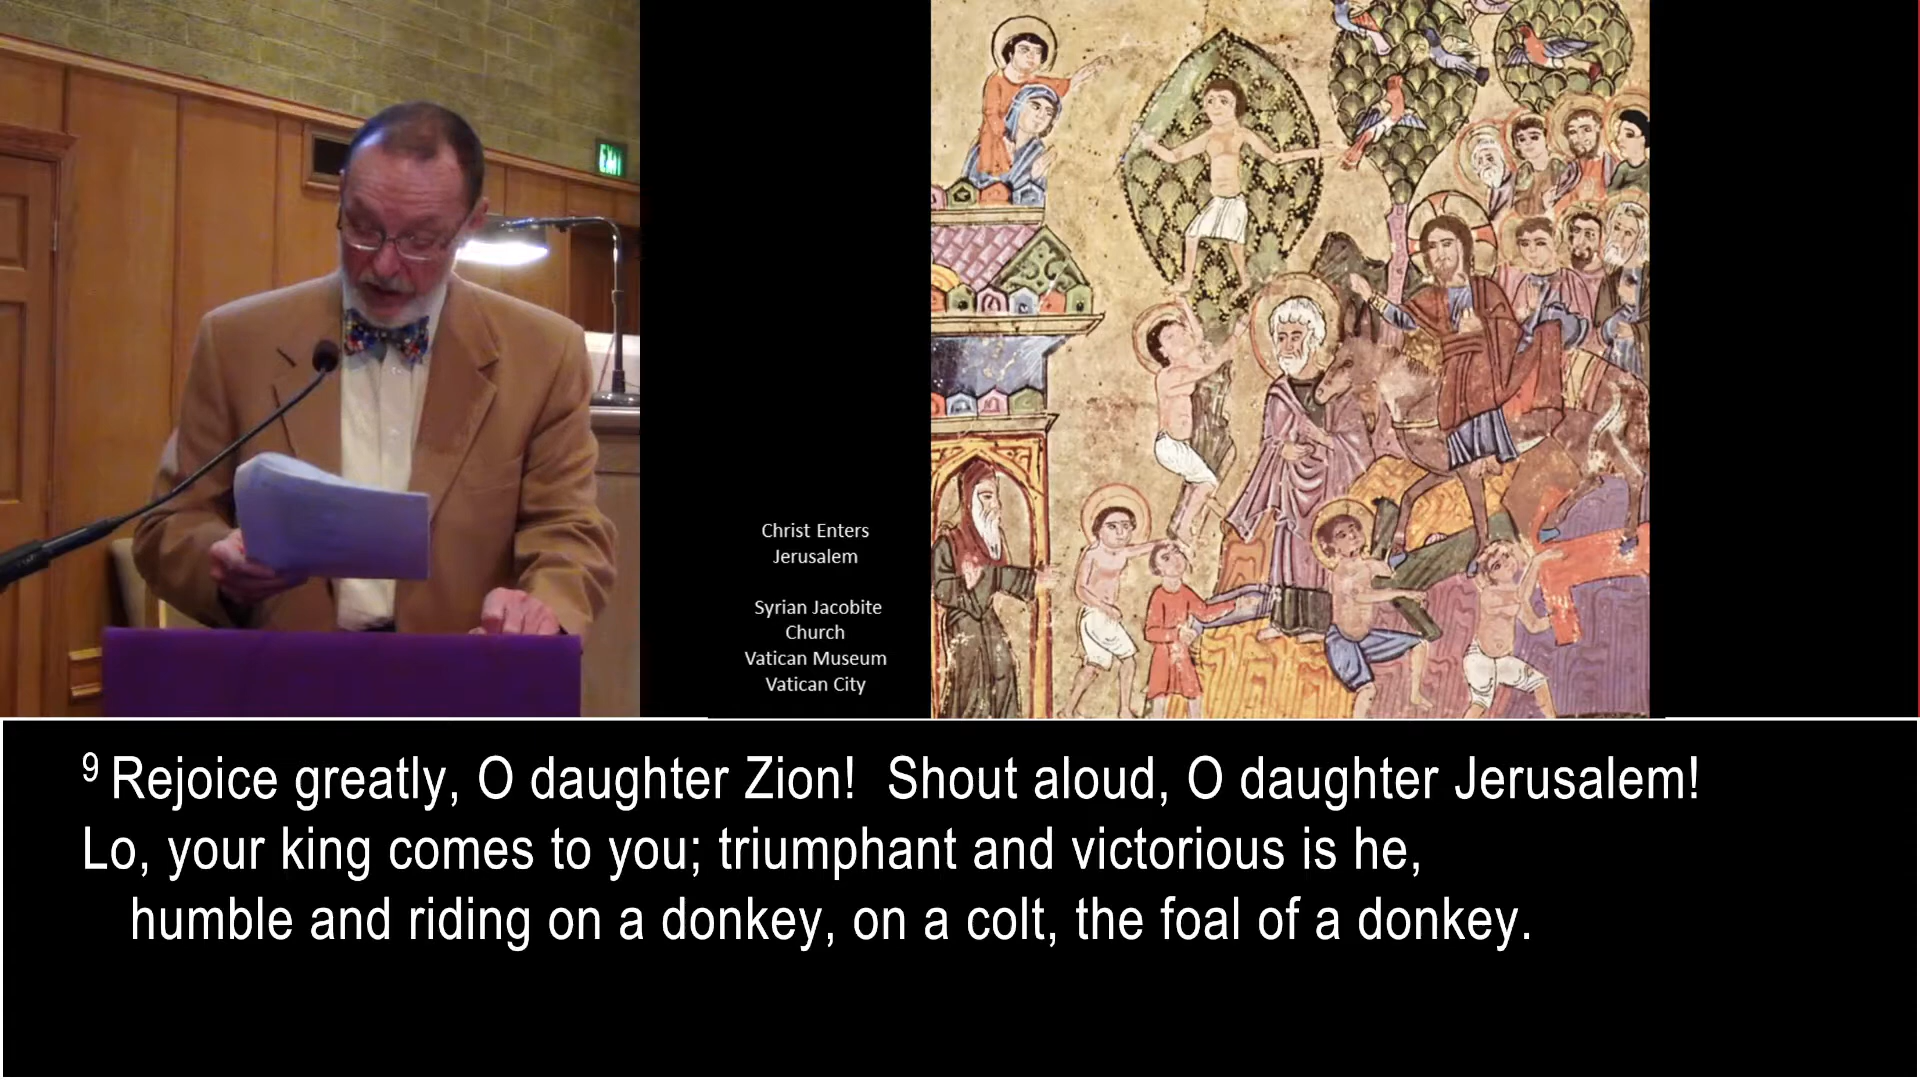 EXIT
Christ Enters
Jerusalem
Syrian Jacobite
Church
Vatican Museum
Vatican City
9 Rejoice greatly, O daughter Zion!  Shout aloud, O daughter Jerusalem!
Lo, your king comes to you; triumphant and victorious is he,
humble and riding on a donkey, on a colt, the foal of a donkey.